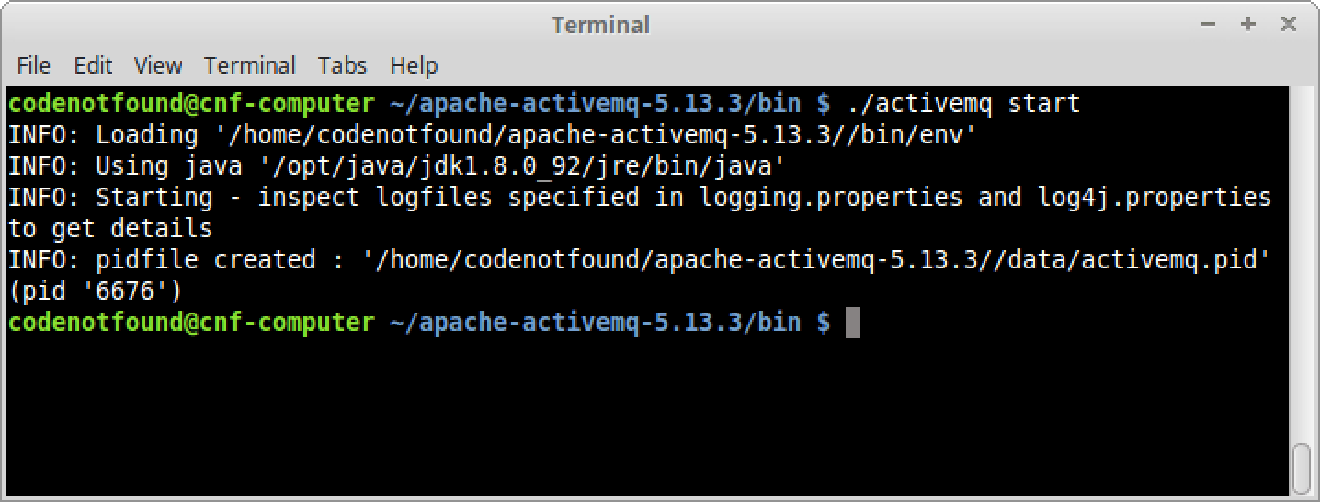 Terminal
File Edit View Terminal Tabs Help
codenotfound@cnf-computer ~/apache-activemq-5.13.3/bin $ ./activemq start
INFO: Loading '/home/codenotfound/apache-activemq-5.13.3//bin/env'
INFO: Using java '/opt/java/jdk1.8.0_92/jre/bin/java'
INFO: Starting - inspect logfiles specified in logging.properties and log4j.properties
to get details
INFO: pidfile created : '/home/codenotfound/apache-activemq-5.13.3//data/activemq.pid'
(pid '6676')
codenotfound@cnf-computer ~/apache-activemq-5.13.3/bin $